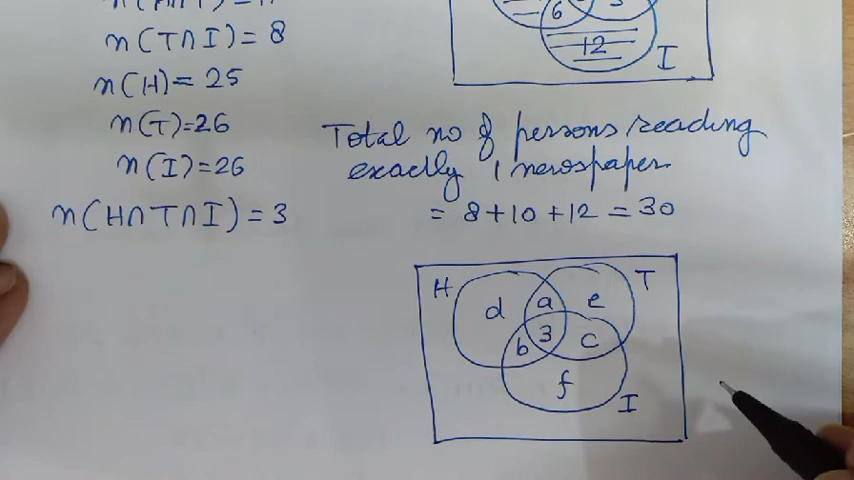 n(T∩I) = 8
n(H) = 25
n(T)=26
n(I)=26
n(H∩T∩I) = 3
6
12
I
Total no of persons reading
exactly 1 newspaper
= 8+10+12 = 30
H
T
d
a
e
b
3
c
f
I